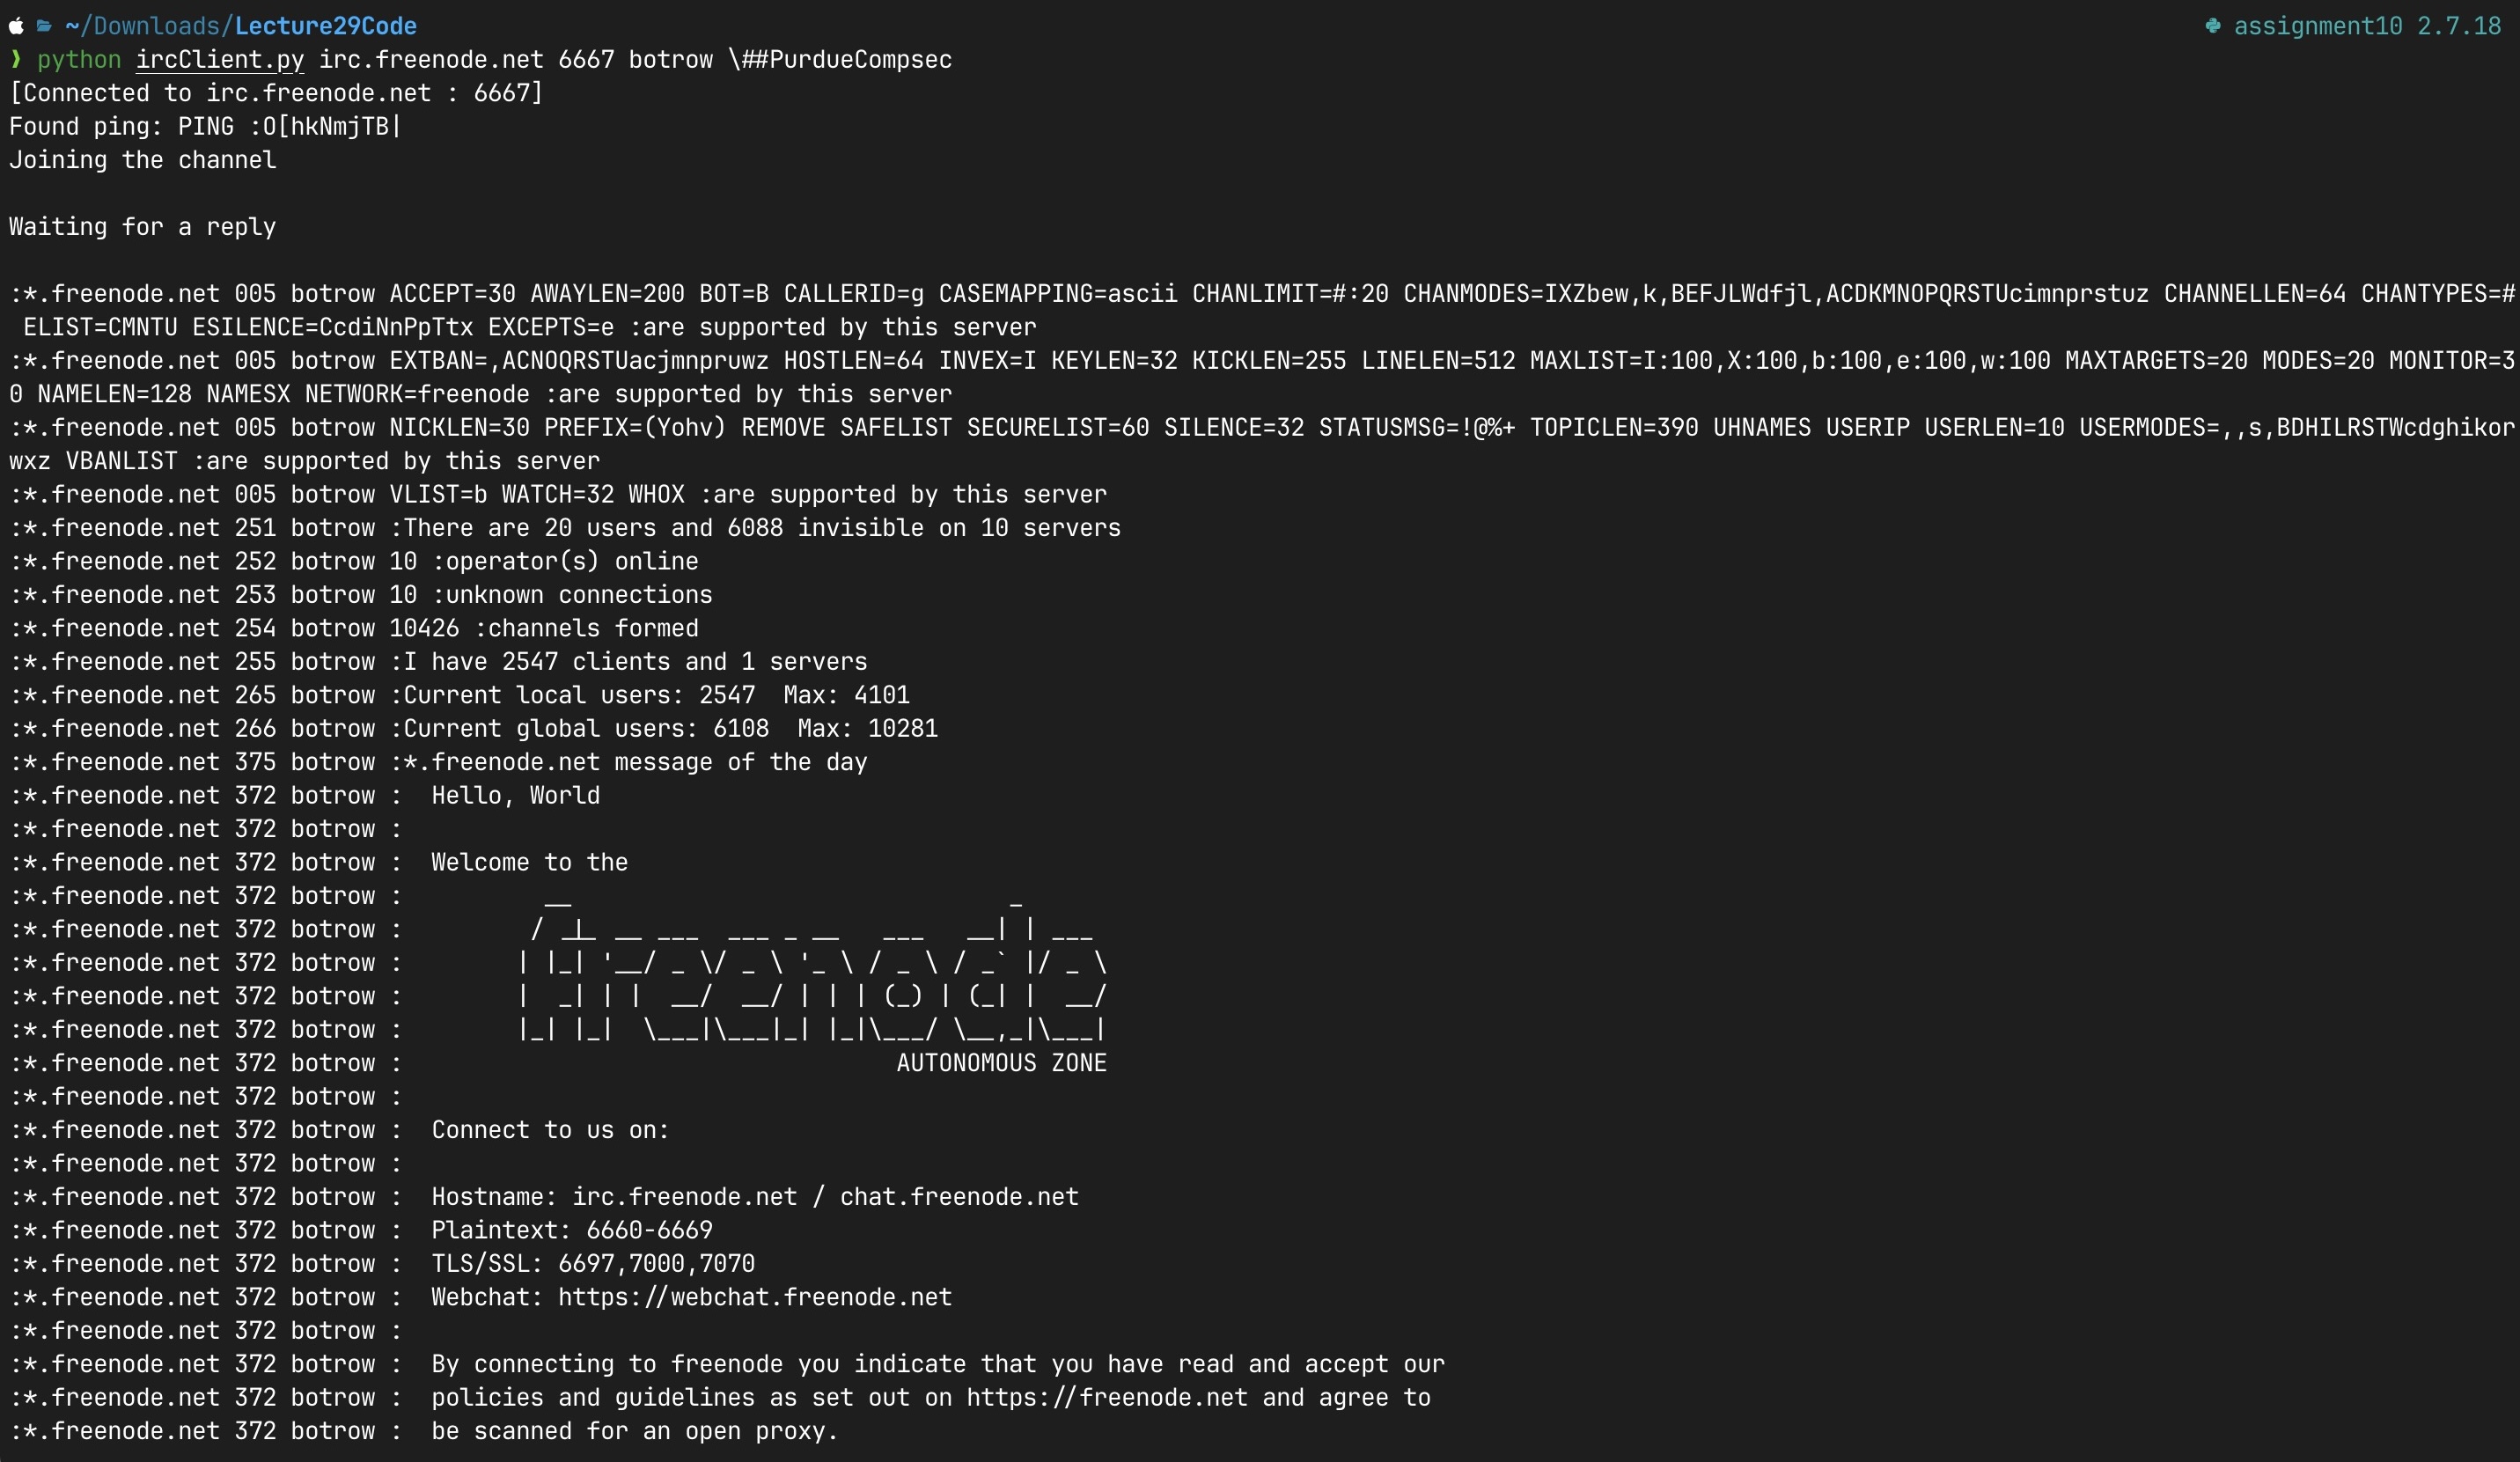 ~/Downloads/Lecture29Code assignment10 2.7.18
❯ python ircClient.py irc.freenode.net 6667 botrow \##PurdueCompsec
[Connected to irc.freenode.net : 6667]
Found ping: PING :O[hkNmjTB|
Joining the channel

Waiting for a reply

:*.freenode.net 005 botrow ACCEPT=30 AWAYLEN=200 BOT=B CALLERID=g CASEMAPPING=ascii CHANLIMIT=#:20 CHANMODES=IXZbew,k,BEFJLWdfjl,ACDKMNOPQRSTUcimnprstuz CHANNELLEN=64 CHANTYPES=#
 ELIST=CMNTU ESILENCE=CcdiNnPpTtx EXCEPTS=e :are supported by this server
:*.freenode.net 005 botrow EXTBAN=,ACNOQRSTUacjmnpruwz HOSTLEN=64 INVEX=I KEYLEN=32 KICKLEN=255 LINELEN=512 MAXLIST=I:100,X:100,b:100,e:100,w:100 MAXTARGETS=20 MODES=20 MONITOR=3
0 NAMELEN=128 NAMESX NETWORK=freenode :are supported by this server
:*.freenode.net 005 botrow NICKLEN=30 PREFIX=(Yohv) REMOVE SAFELIST SECURELIST=60 SILENCE=32 STATUSMSG=!@%+ TOPICLEN=390 UHNAMES USERIP USERLEN=10 USERMODES=,,s,BDHILRSTWcdghikor
wxz VBANLIST :are supported by this server
:*.freenode.net 005 botrow VLIST=b WATCH=32 WHOX :are supported by this server
:*.freenode.net 251 botrow :There are 20 users and 6088 invisible on 10 servers
:*.freenode.net 252 botrow 10 :operator(s) online
:*.freenode.net 253 botrow 10 :unknown connections
:*.freenode.net 254 botrow 10426 :channels formed
:*.freenode.net 255 botrow :I have 2547 clients and 1 servers
:*.freenode.net 265 botrow :Current local users: 2547  Max: 4101
:*.freenode.net 266 botrow :Current global users: 6108  Max: 10281
:*.freenode.net 375 botrow :*.freenode.net message of the day
:*.freenode.net 372 botrow :  Hello, World
:*.freenode.net 372 botrow :
:*.freenode.net 372 botrow :  Welcome to the
:*.freenode.net 372 botrow :          __                               _
:*.freenode.net 372 botrow :         / _|_ __ ___  ___ _ __   ___   __| | ___
:*.freenode.net 372 botrow :        | |_| '__/ _ \/ _ \ '_ \ / _ \ / _` |/ _ \
:*.freenode.net 372 botrow :        |  _| | |  __/  __/ | | | (_) | (_| |  __/
:*.freenode.net 372 botrow :        |_| |_|  \___|\___|_| |_|\___/ \__,_|\___|
:*.freenode.net 372 botrow :                                   AUTONOMOUS ZONE
:*.freenode.net 372 botrow :
:*.freenode.net 372 botrow :  Connect to us on:
:*.freenode.net 372 botrow :
:*.freenode.net 372 botrow :  Hostname: irc.freenode.net / chat.freenode.net
:*.freenode.net 372 botrow :  Plaintext: 6660-6669
:*.freenode.net 372 botrow :  TLS/SSL: 6697,7000,7070
:*.freenode.net 372 botrow :  Webchat: https://webchat.freenode.net
:*.freenode.net 372 botrow :
:*.freenode.net 372 botrow :  By connecting to freenode you indicate that you have read and accept our
:*.freenode.net 372 botrow :  policies and guidelines as set out on https://freenode.net and agree to
:*.freenode.net 372 botrow :  be scanned for an open proxy.